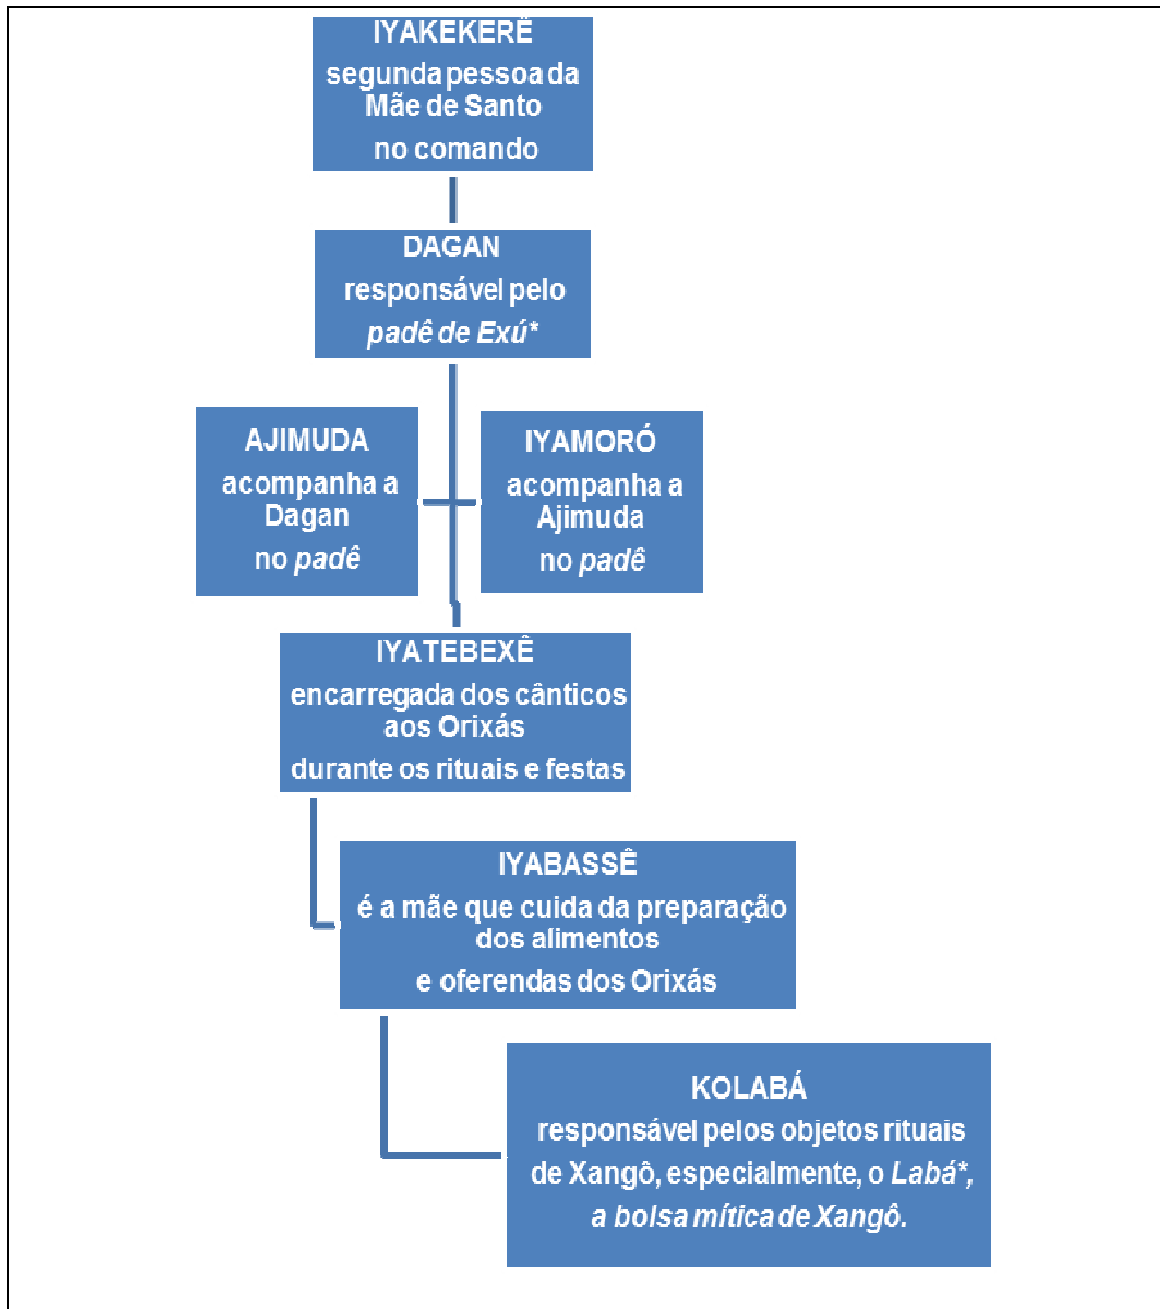 IYAKEKERÊ
segunda pessoa da
Mãe de Santo
no comando
DAGAN
responsável pelo
padê de Exú*
AJIMUDA
acompanha a
Dagan
no padê
IYAMORÓ
acompanha a
Ajimuda
no padê
IYATEBEXÊ
encarregada dos cânticos
aos Orixás
durante os rituais e festas
IYABASSÊ
é a mãe que cuida da preparação
dos alimentos
e oferendas dos Orixás
KOLABÁ
responsável pelos objetos rituais
de Xangô, especialmente, o Labá*,
a bolsa mítica de Xangô.